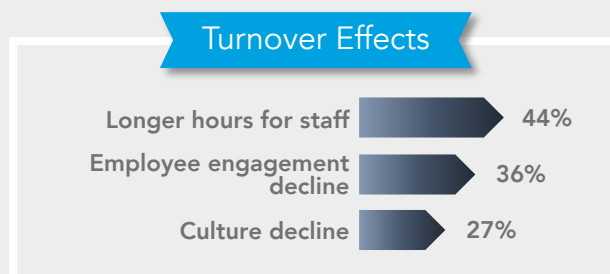 Turnover Effects
Longer hours for staff 44%
Employee engagement
decline 36%
Culture decline 27%